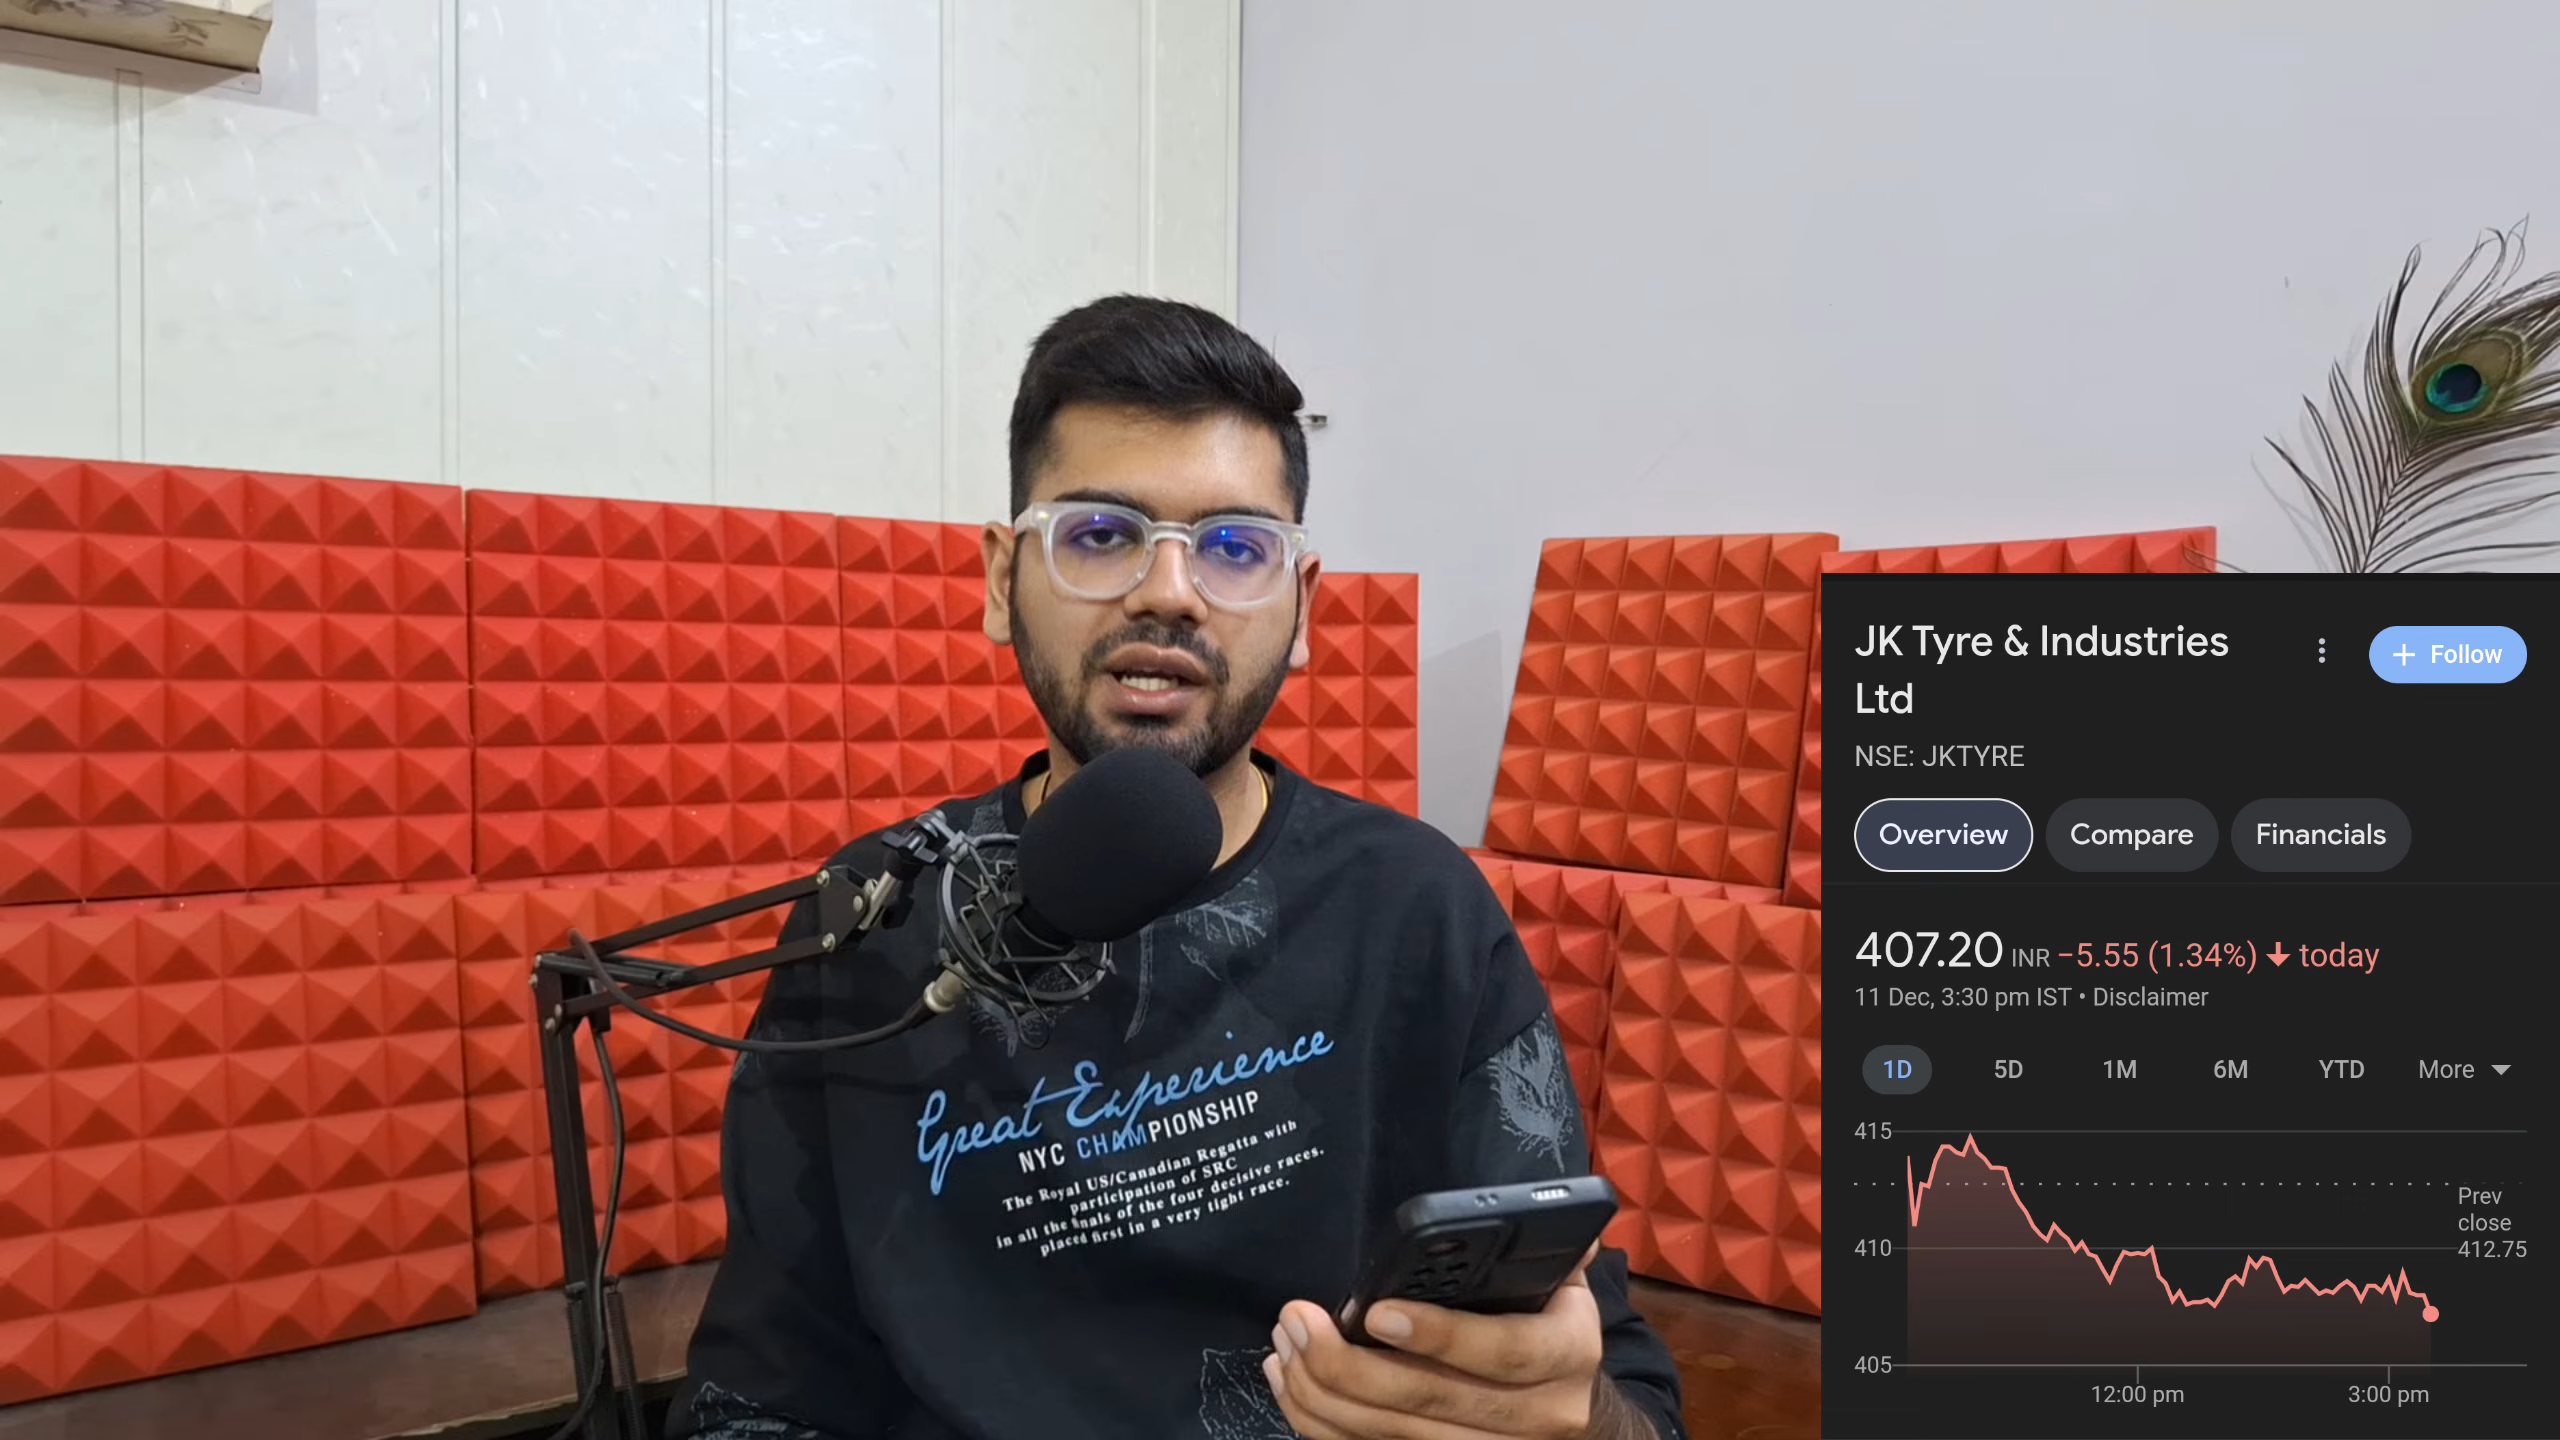 Great Experience
NYC CHAMPIONSHIP
The Royal US/Canadian Regatta with
participation of SRC
in all the finals of the four decisive races.
placed first in a very tight race.
JK Tyre & Industries
Ltd
Follow
NSE: JKTYRE
Overview Compare Financials
407.20 INR −5.55 (1.34%) ↓ today
11 Dec, 3:30 pm IST • Disclaimer
1D 5D 1M 6M YTD More
415
Prev
close
412.75
410
405
12:00 pm 3:00 pm